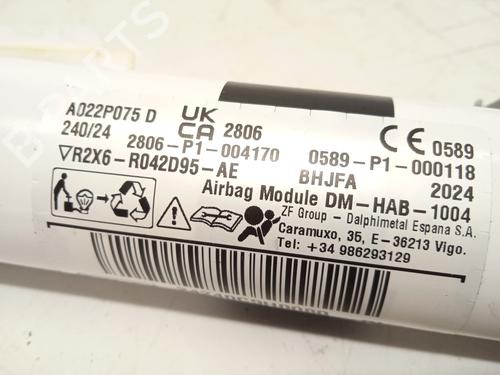 A022P075 D UK CA 2806 CE 0589
240/24 2806-P1-004170 0589-P1-000118
▽R2X6-R042D95-AE BHJFA 2024
Airbag Module DM-HAB-1004
ZF Group - Dalphimetal Espana S.A.
Caramuxo, 35, E-36213 Vigo.
Tel: +34 986293129